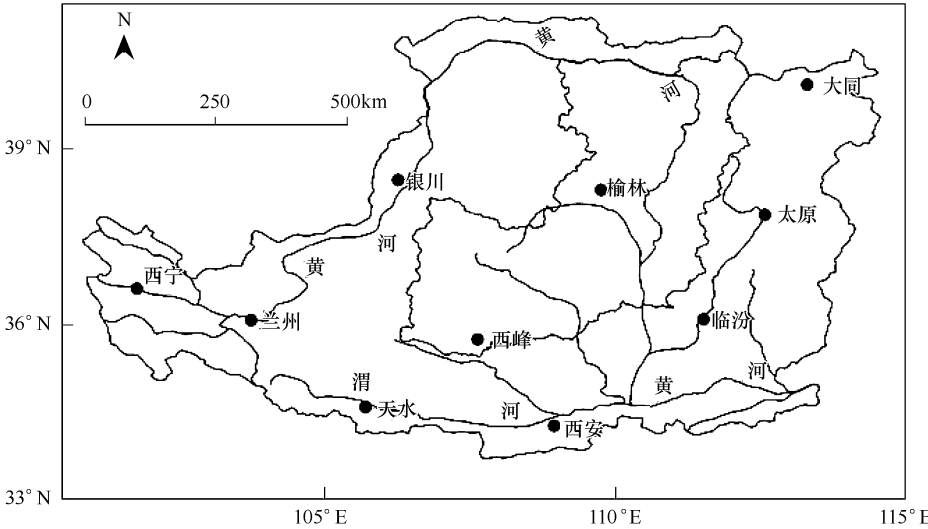 N
0 250 500km
黄
河
大同
39°N
银川
榆林
太原
河
黄
西宁
兰州
36°N
临汾
西峰
渭
黄
河
天水
河
西安
33°N
105°E 110°E 115°E